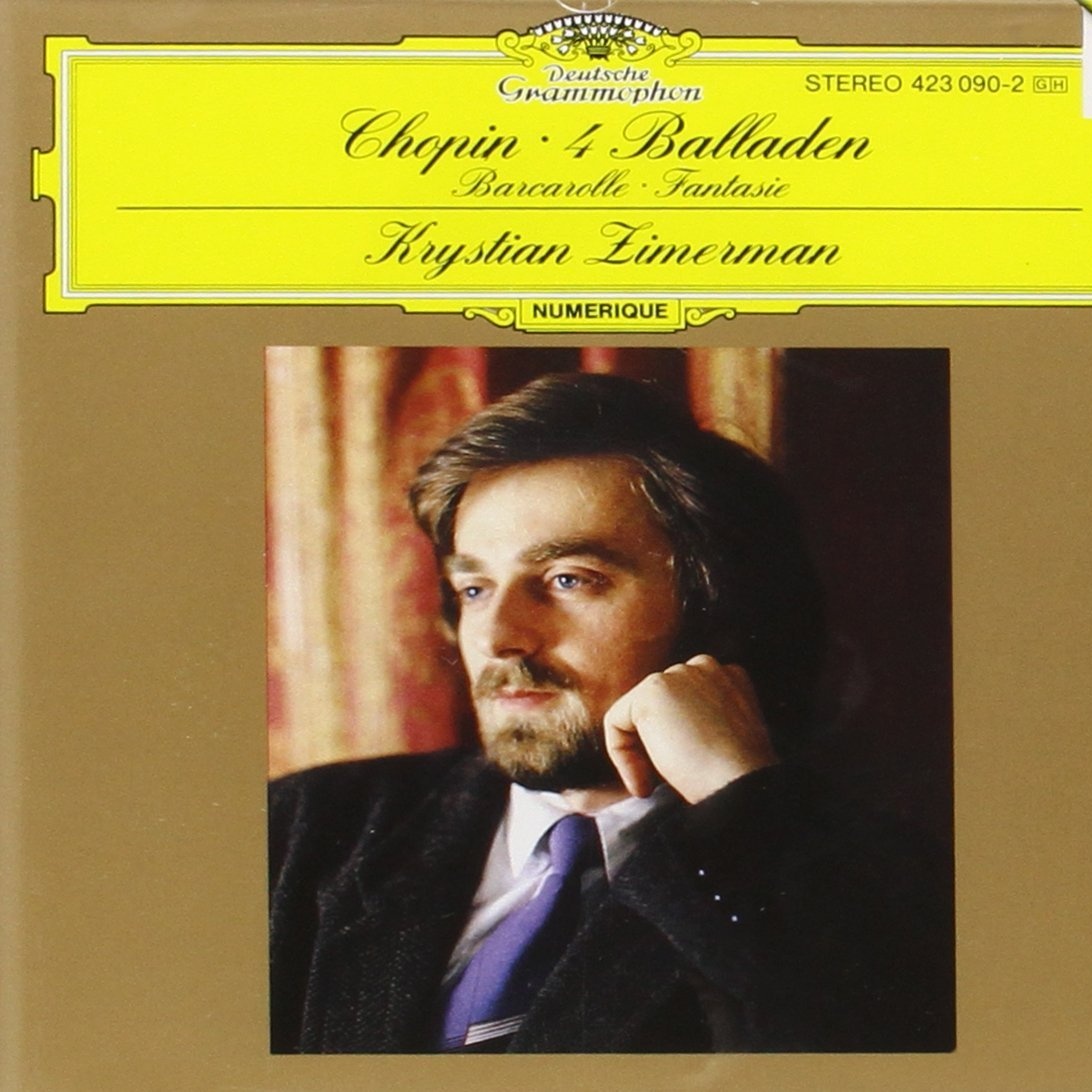 Deutsche
Grammophon
STEREO 423 090-2 GH
Chopin · 4 Balladen
Barcarolle · Fantasie
Krystian Zimerman
NUMERIQUE